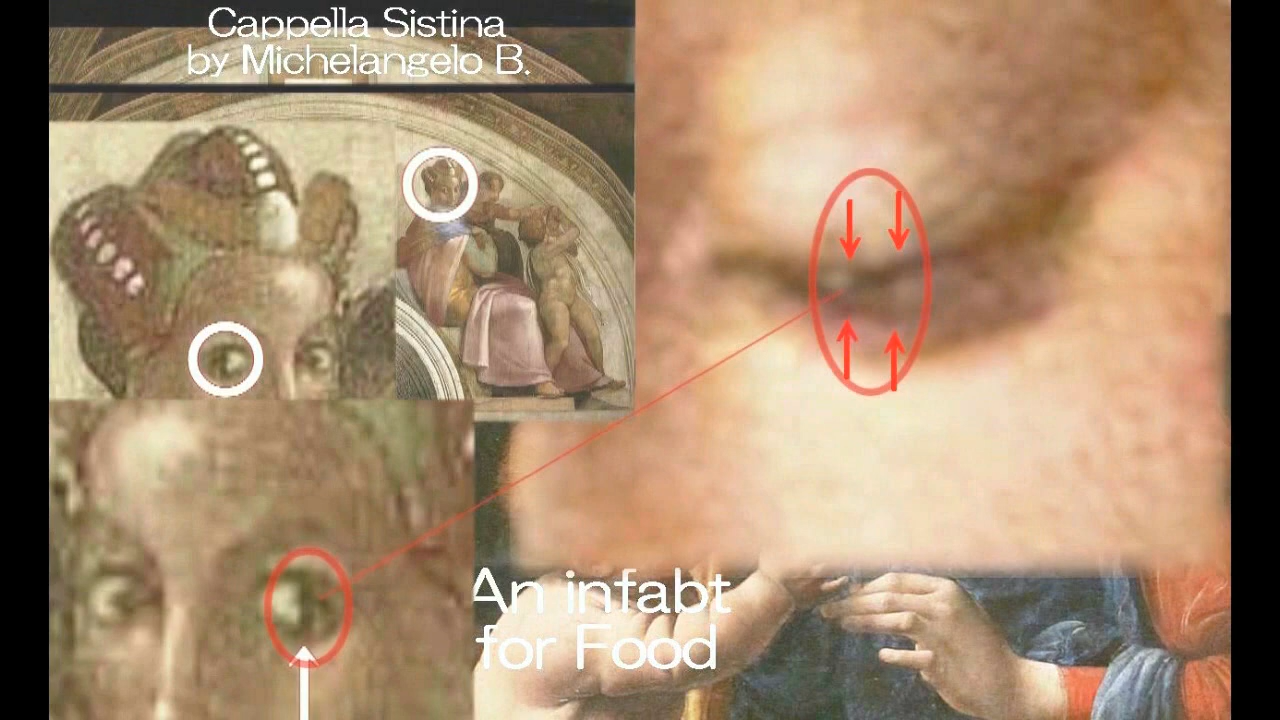 Cappella Sistina
by Michelangelo B.
An infabt
for Food